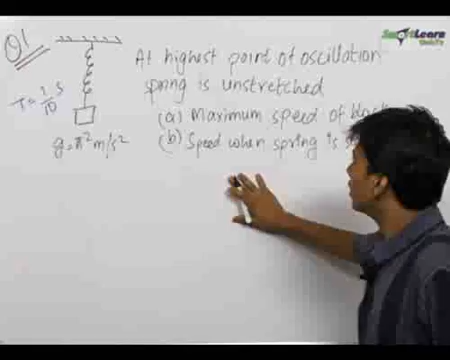 Q1
At highest point of oscillation
spring is unstretched
T = 1/10 s
(a) Maximum speed of
g = π² m/s²
(b) Speed when spring is
SmartLearn